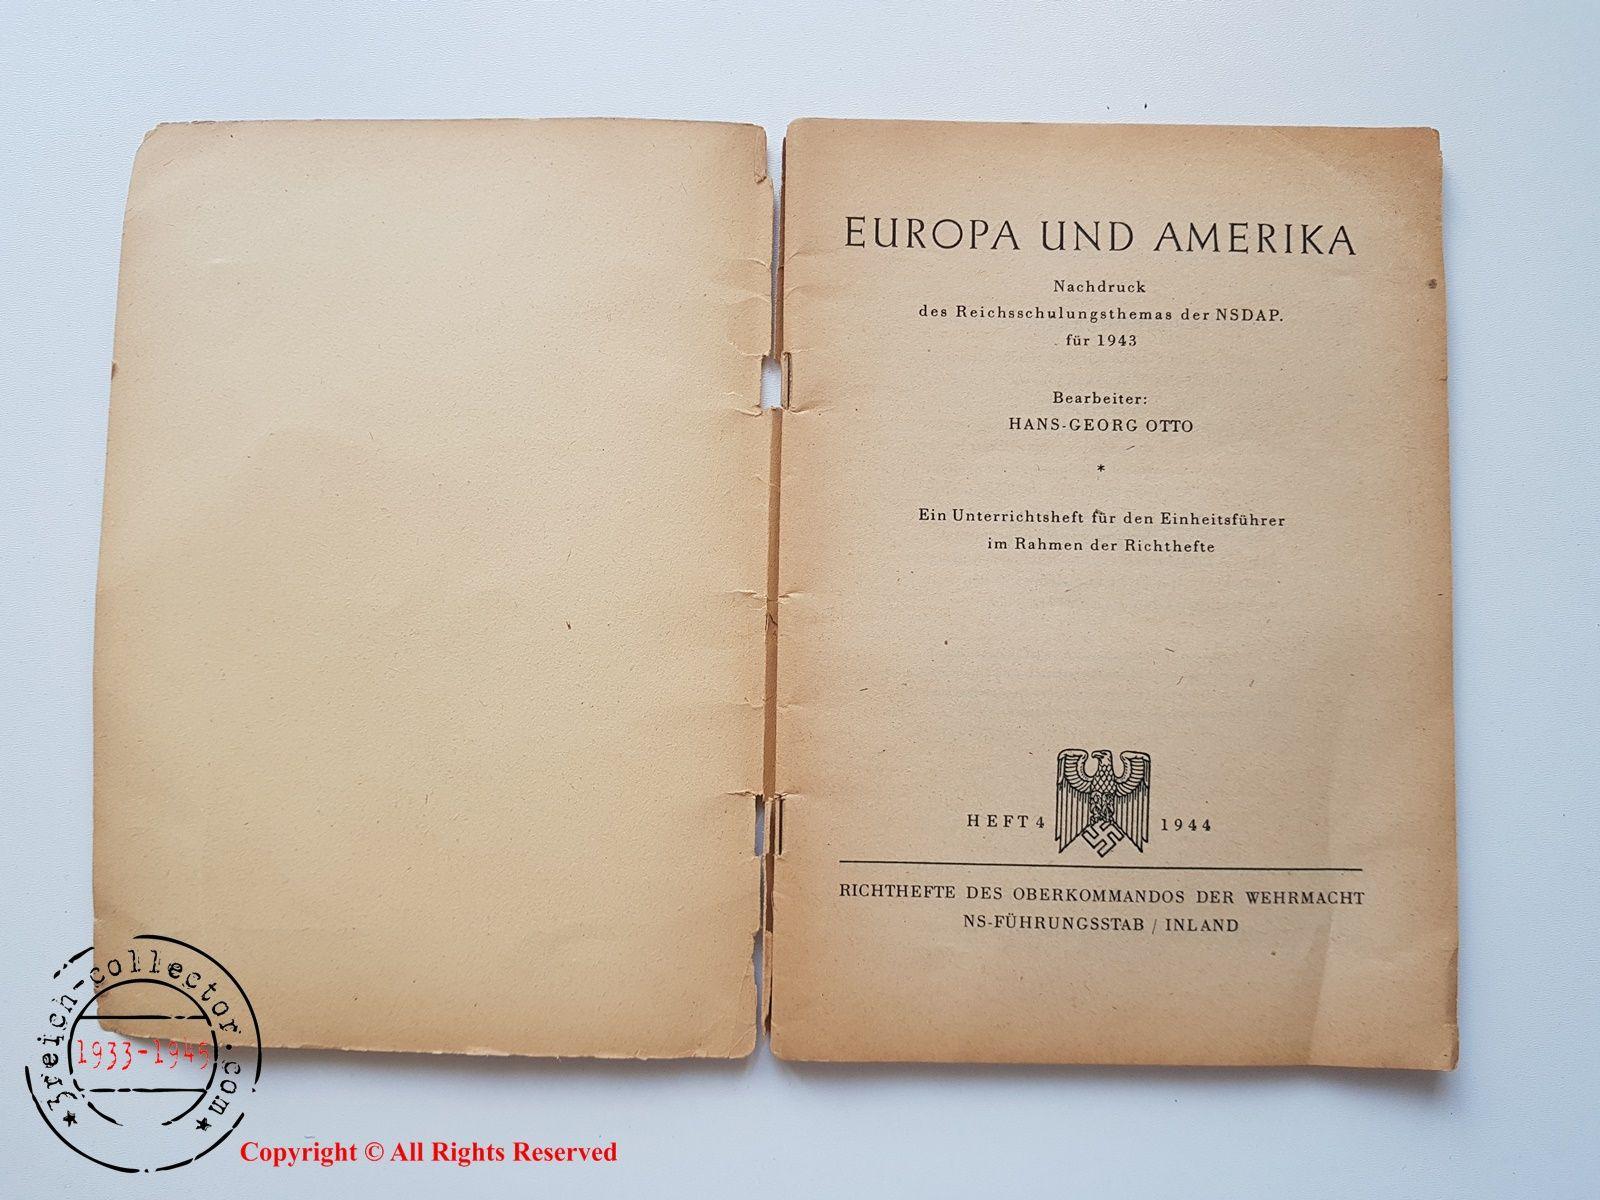 EUROPA UND AMERIKA
Nachdruck
des Reichsschulungsthemas der NSDAP.
für 1943
Bearbeiter:
HANS-GEORG OTTO
*
Ein Unterrichtsheft für den Einheitsführer
im Rahmen der Richthefte
HEFT 4 1944
RICHTHEFTE DES OBERKOMMANDOS DER WEHRMACHT
NS-FÜHRUNGSSTAB / INLAND
3reich-collector.com
1933-1945
Copyright © All Rights Reserved